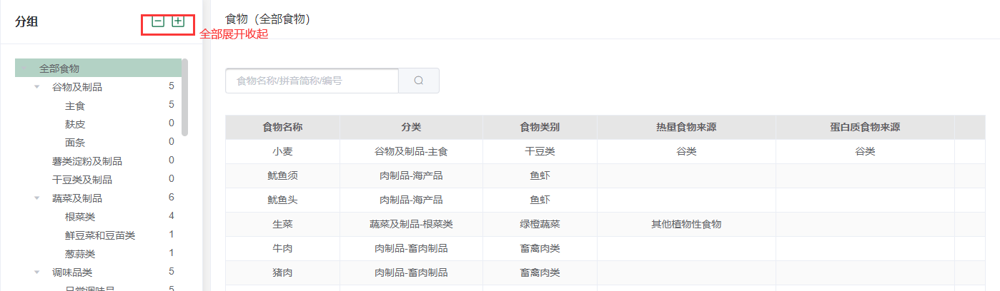 分组
全部展开收起
全部食物
谷物及制品 5
主食 5
麸皮 0
面条 0
薯类淀粉及制品 0
干豆类及制品 0
蔬菜及制品 6
根菜类 4
鲜豆菜和豆苗类 1
葱蒜类 1
调味品类 5
日常调味品 5
食物（全部食物）
食物名称/拼音简称/编号
食物名称 分类 食物类别 热量食物来源 蛋白质食物来源
小麦 谷物及制品-主食 干豆类 谷类 谷类
鱿鱼须 肉制品-海产品 鱼虾
鱿鱼头 肉制品-海产品 鱼虾
生菜 蔬菜及制品-根菜类 绿橙蔬菜 其他植物性食物
牛肉 肉制品-畜肉制品 畜禽肉类
猪肉 肉制品-畜肉制品 畜禽肉类